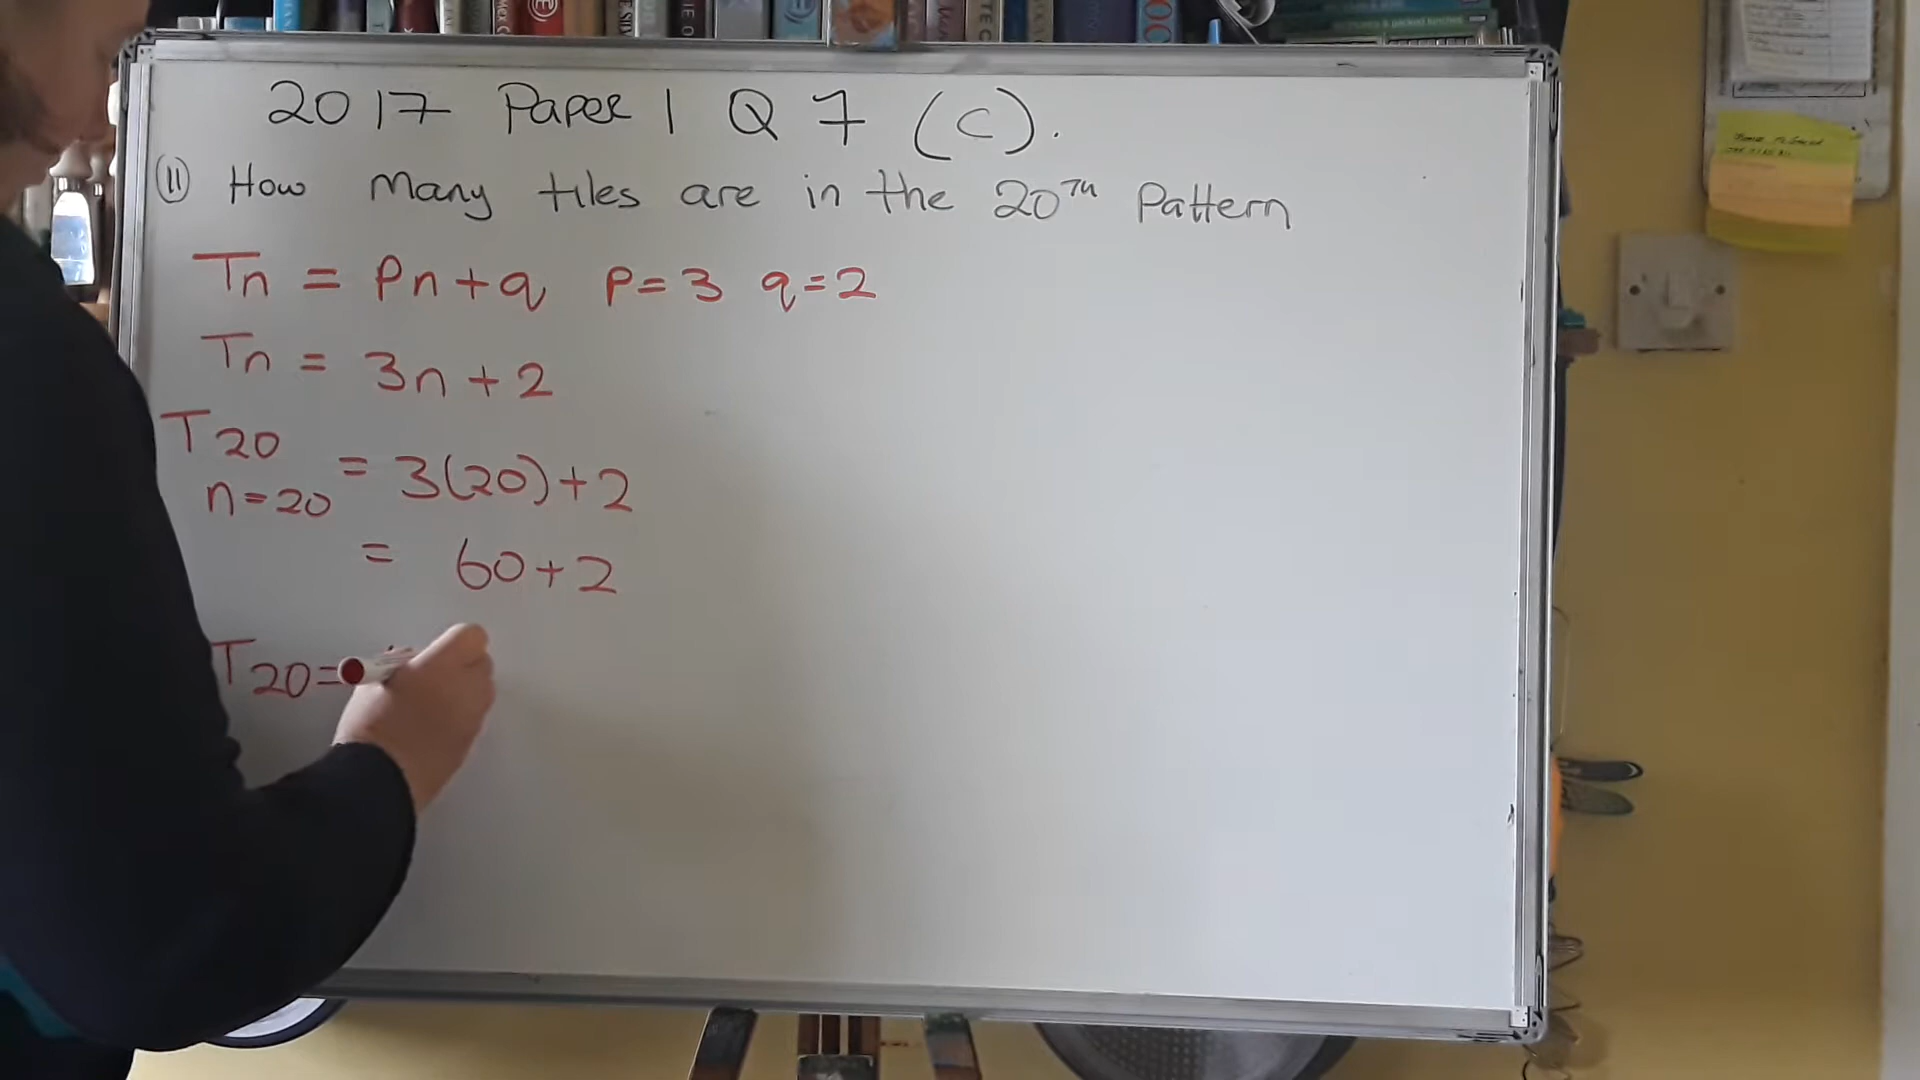 2017 Paper 1 Q 7 (c).
(ii) How many tiles are in the 20TH Pattern
Tn = Pn + q P = 3 q = 2
Tn = 3n + 2
T20
n = 20 = 3(20) + 2
= 60 + 2
T20 =